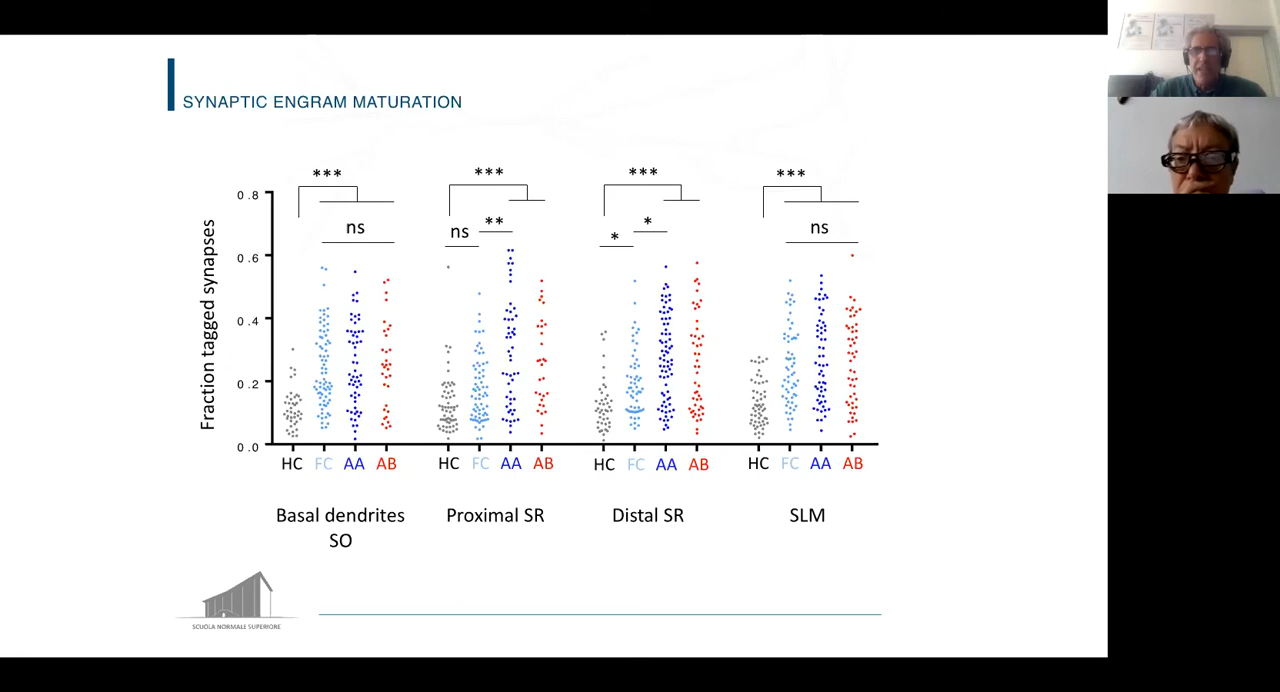 SYNAPTIC ENGRAM MATURATION
*** *** *** ***
ns ns ** * * ns
Fraction tagged synapses
0.8
0.6
0.4
0.2
0.0
HC FC AA AB HC FC AA AB HC FC AA AB HC FC AA AB
Basal dendrites Proximal SR Distal SR SLM
SO
SCUOLA NORMALE SUPERIORE